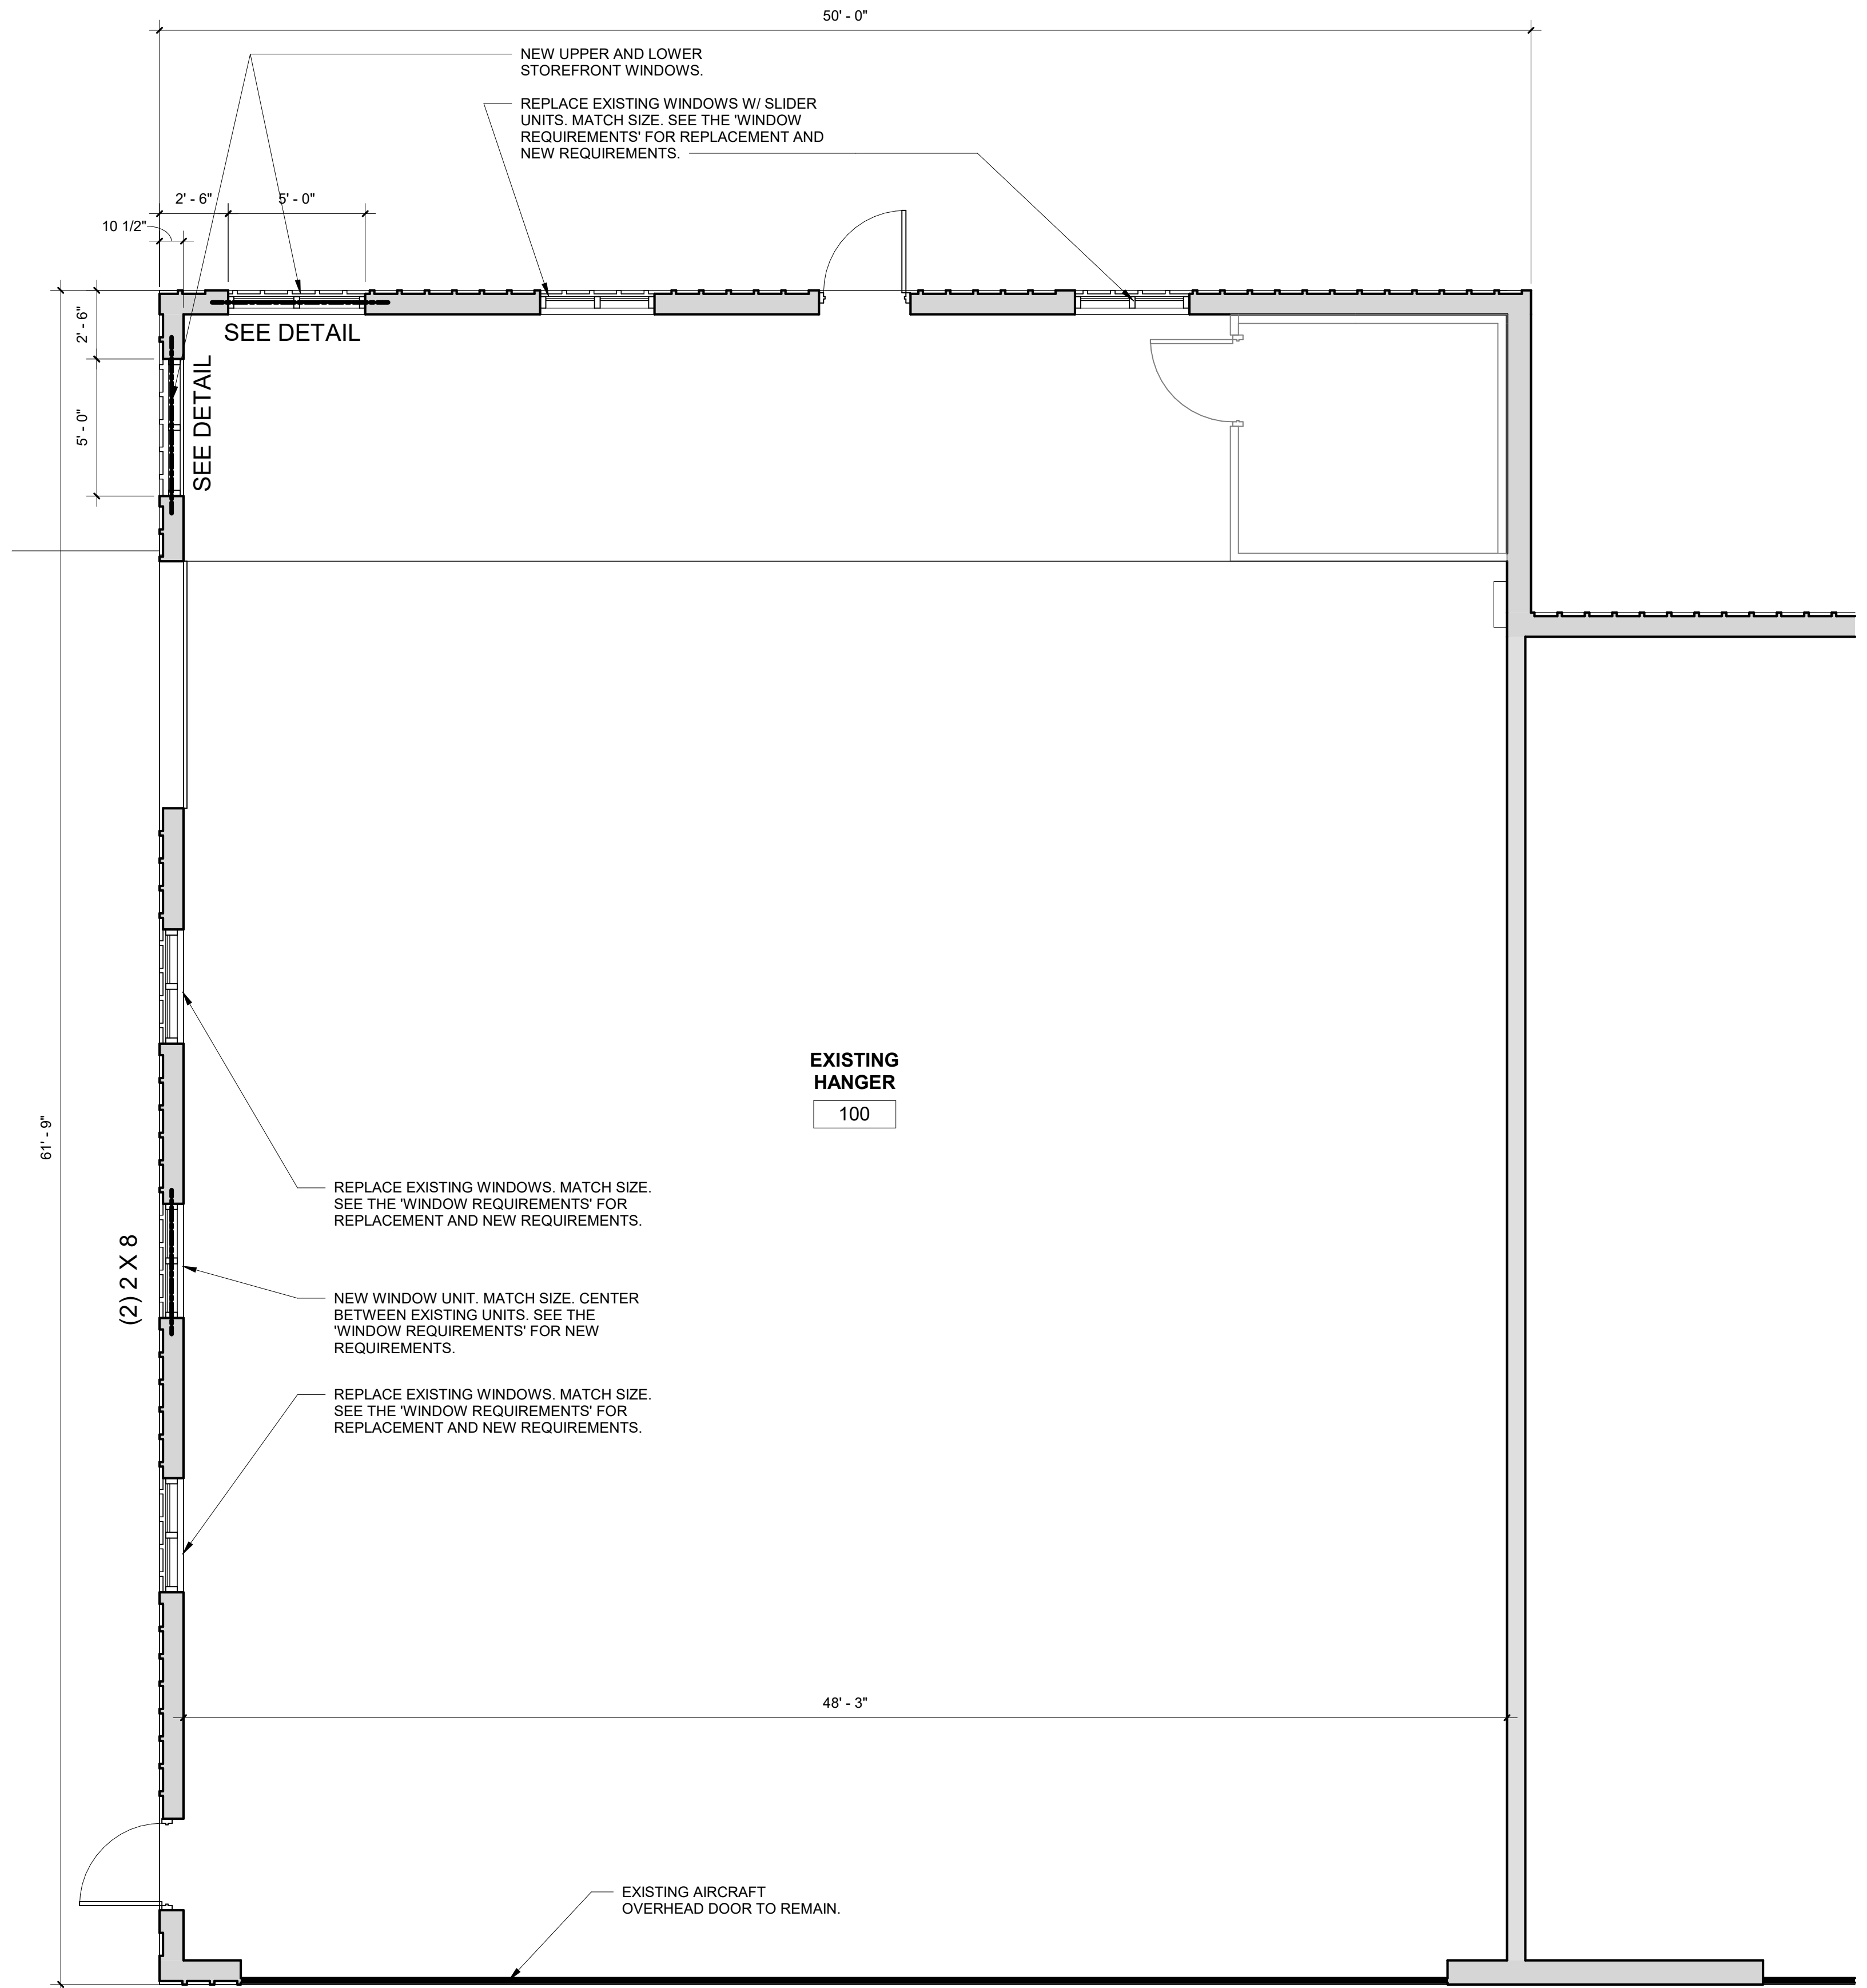 50' - 0"
NEW UPPER AND LOWER
STOREFRONT WINDOWS.
REPLACE EXISTING WINDOWS W/ SLIDER
UNITS. MATCH SIZE. SEE THE 'WINDOW
REQUIREMENTS' FOR REPLACEMENT AND
NEW REQUIREMENTS.
2' - 6"
5' - 0"
10 1/2"
2' - 6"
SEE DETAIL
SEE DETAIL
5' - 0"
EXISTING
HANGER
100
61' - 9"
REPLACE EXISTING WINDOWS. MATCH SIZE.
SEE THE 'WINDOW REQUIREMENTS' FOR
REPLACEMENT AND NEW REQUIREMENTS.
(2) 2 X 8
NEW WINDOW UNIT. MATCH SIZE. CENTER
BETWEEN EXISTING UNITS. SEE THE
'WINDOW REQUIREMENTS' FOR NEW
REQUIREMENTS.
REPLACE EXISTING WINDOWS. MATCH SIZE.
SEE THE 'WINDOW REQUIREMENTS' FOR
REPLACEMENT AND NEW REQUIREMENTS.
48' - 3"
EXISTING AIRCRAFT
OVERHEAD DOOR TO REMAIN.